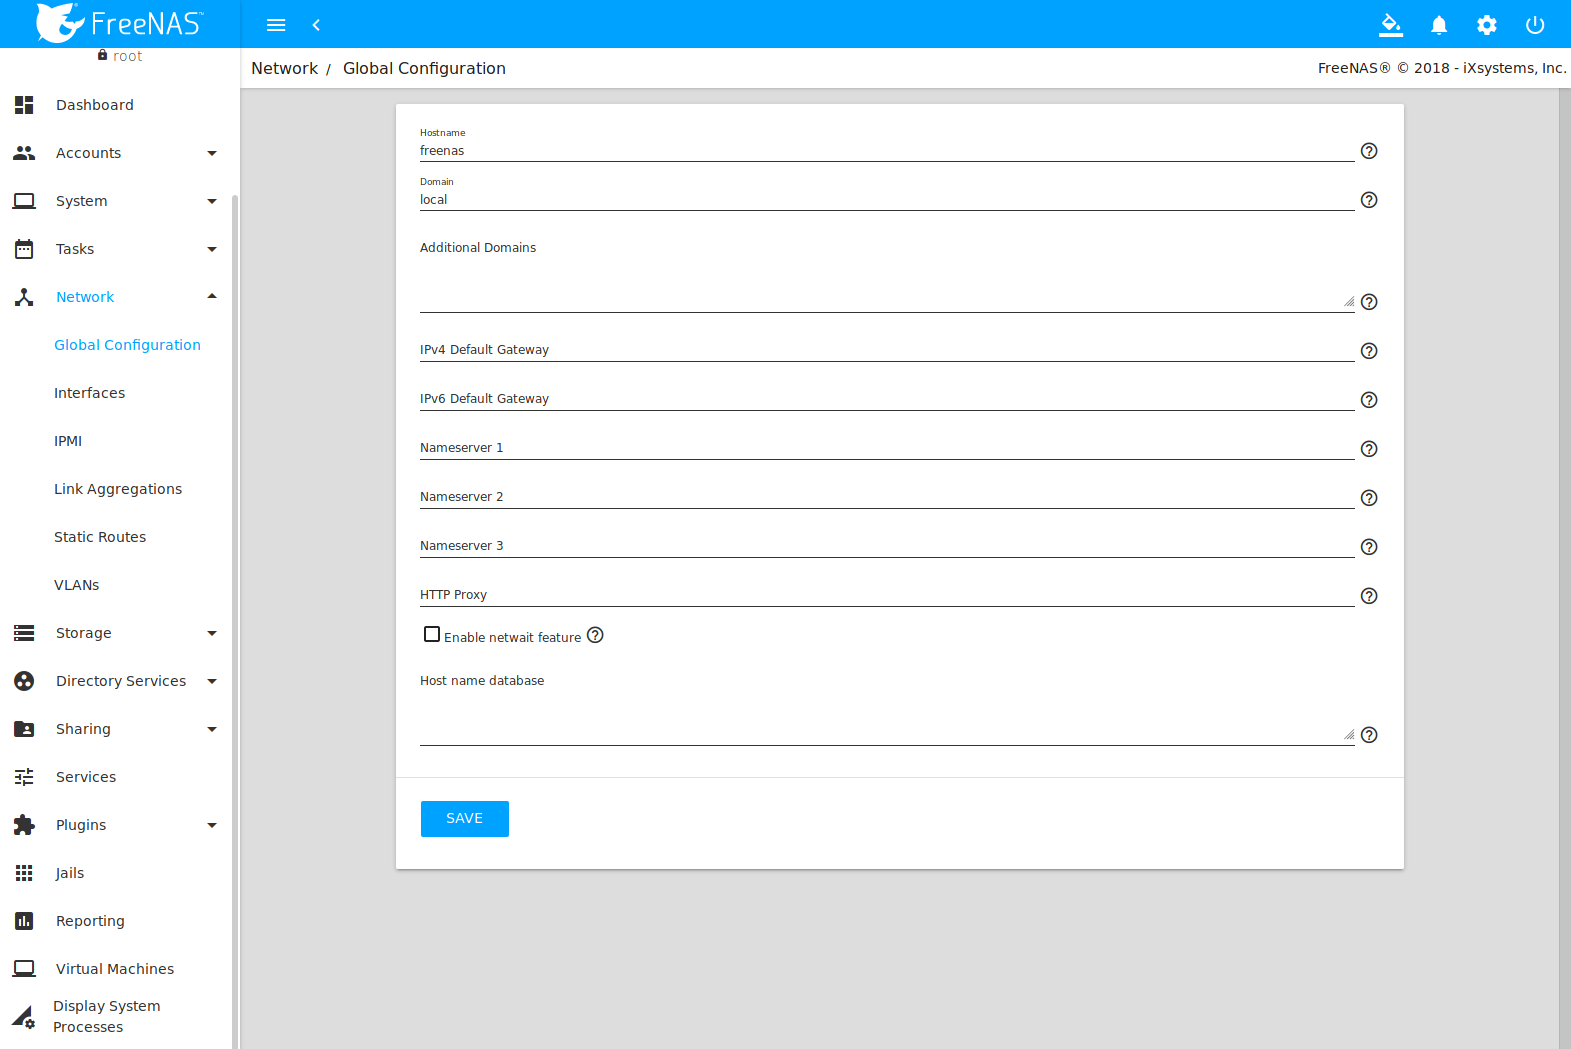 FreeNAS™
root
Dashboard
Accounts
System
Tasks
Network
Global Configuration
Interfaces
IPMI
Link Aggregations
Static Routes
VLANs
Storage
Directory Services
Sharing
Services
Plugins
Jails
Reporting
Virtual Machines
Display System
Processes
Network / Global Configuration
FreeNAS® © 2018 - iXsystems, Inc.
Hostname
freenas
Domain
local
Additional Domains
IPv4 Default Gateway
IPv6 Default Gateway
Nameserver 1
Nameserver 2
Nameserver 3
HTTP Proxy
Enable netwait feature
Host name database
SAVE